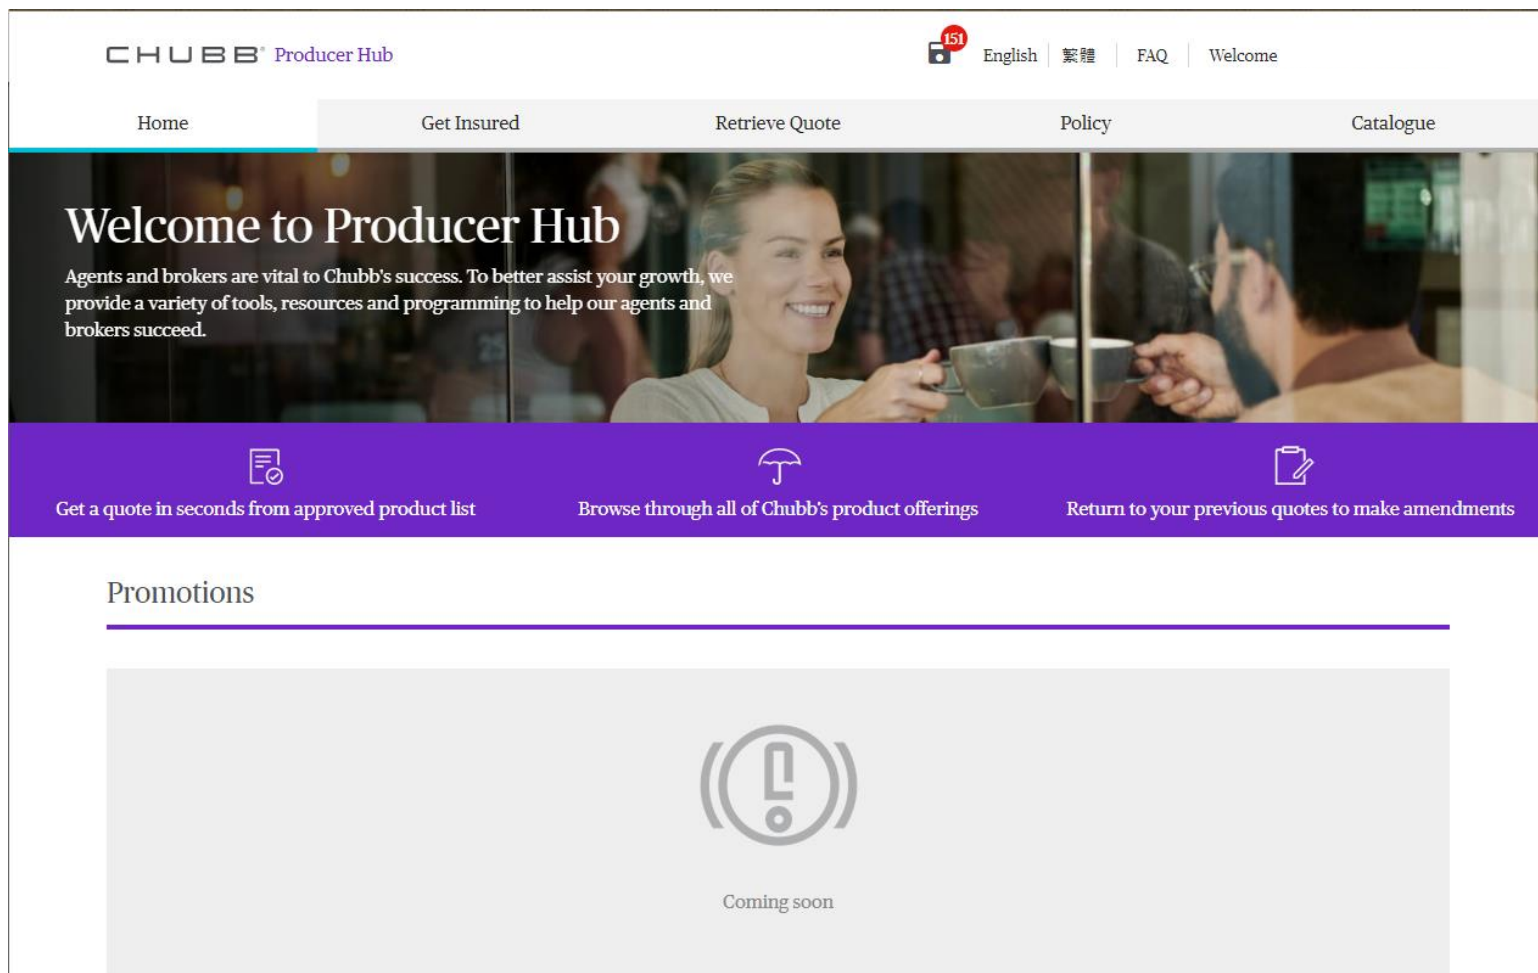 CHUBB® Producer Hub
151
English 繁體 FAQ Welcome
Home Get Insured Retrieve Quote Policy Catalogue
Welcome to Producer Hub
Agents and brokers are vital to Chubb's success. To better assist your growth, we
provide a variety of tools, resources and programming to help our agents and
brokers succeed.
25
Get a quote in seconds from approved product list
Browse through all of Chubb's product offerings
Return to your previous quotes to make amendments
Promotions
Coming soon